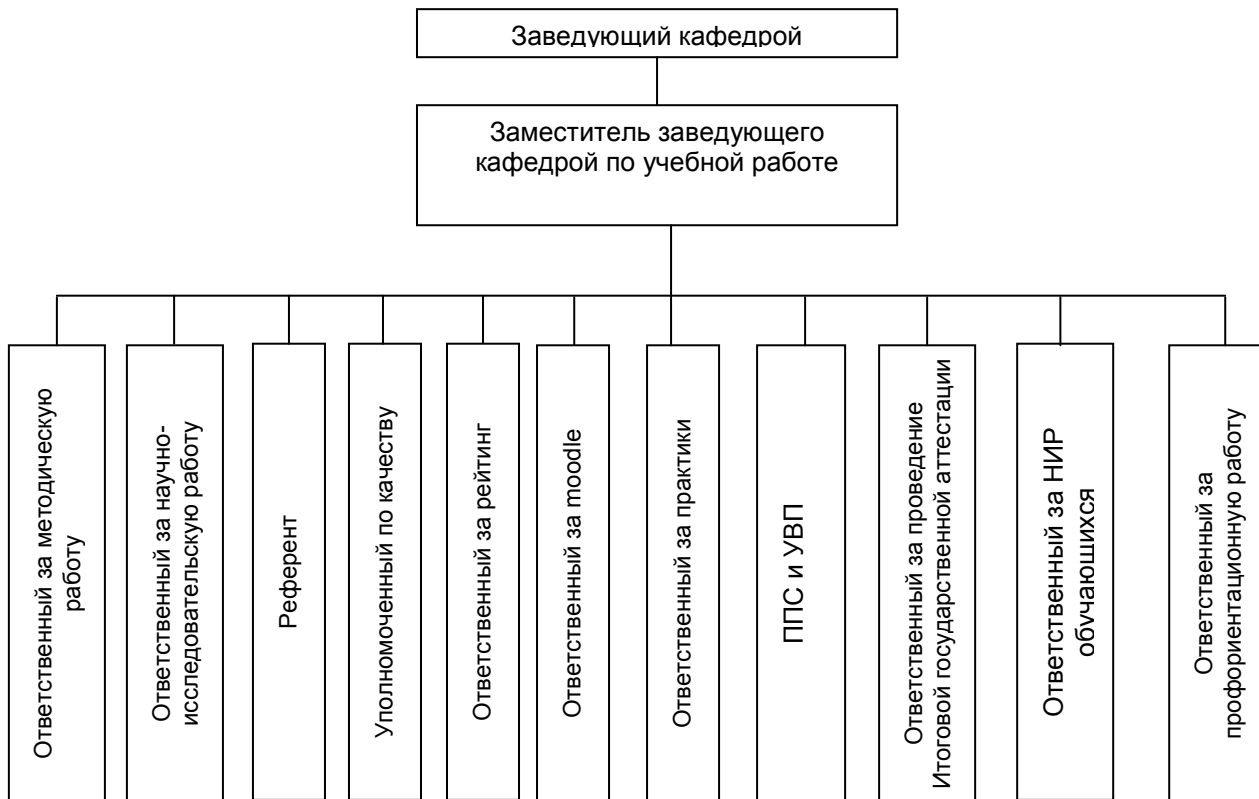 Заведующий кафедрой
Заместитель заведующего
кафедрой по учебной работе
Ответственный за методическую
работу
Ответственный за научно-
исследовательскую работу
Референт
Уполномоченный по качеству
Ответственный за рейтинг
Ответственный за moodle
Ответственный за практики
ППС и УВП
Ответственный за проведение
Итоговой государственной аттестации
Ответственный за НИР
обучающихся
Ответственный за
профориентационную работу